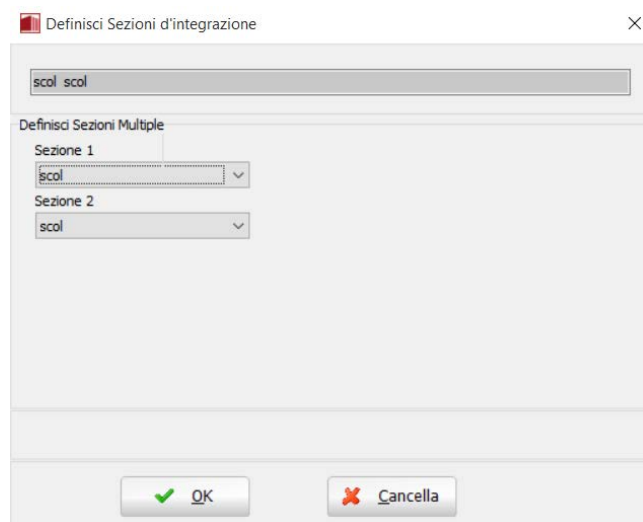 Definisci Sezioni d'integrazione
scol scol
Definisci Sezioni Multiple
Sezione 1
scol
Sezione 2
scol
OK
Cancella